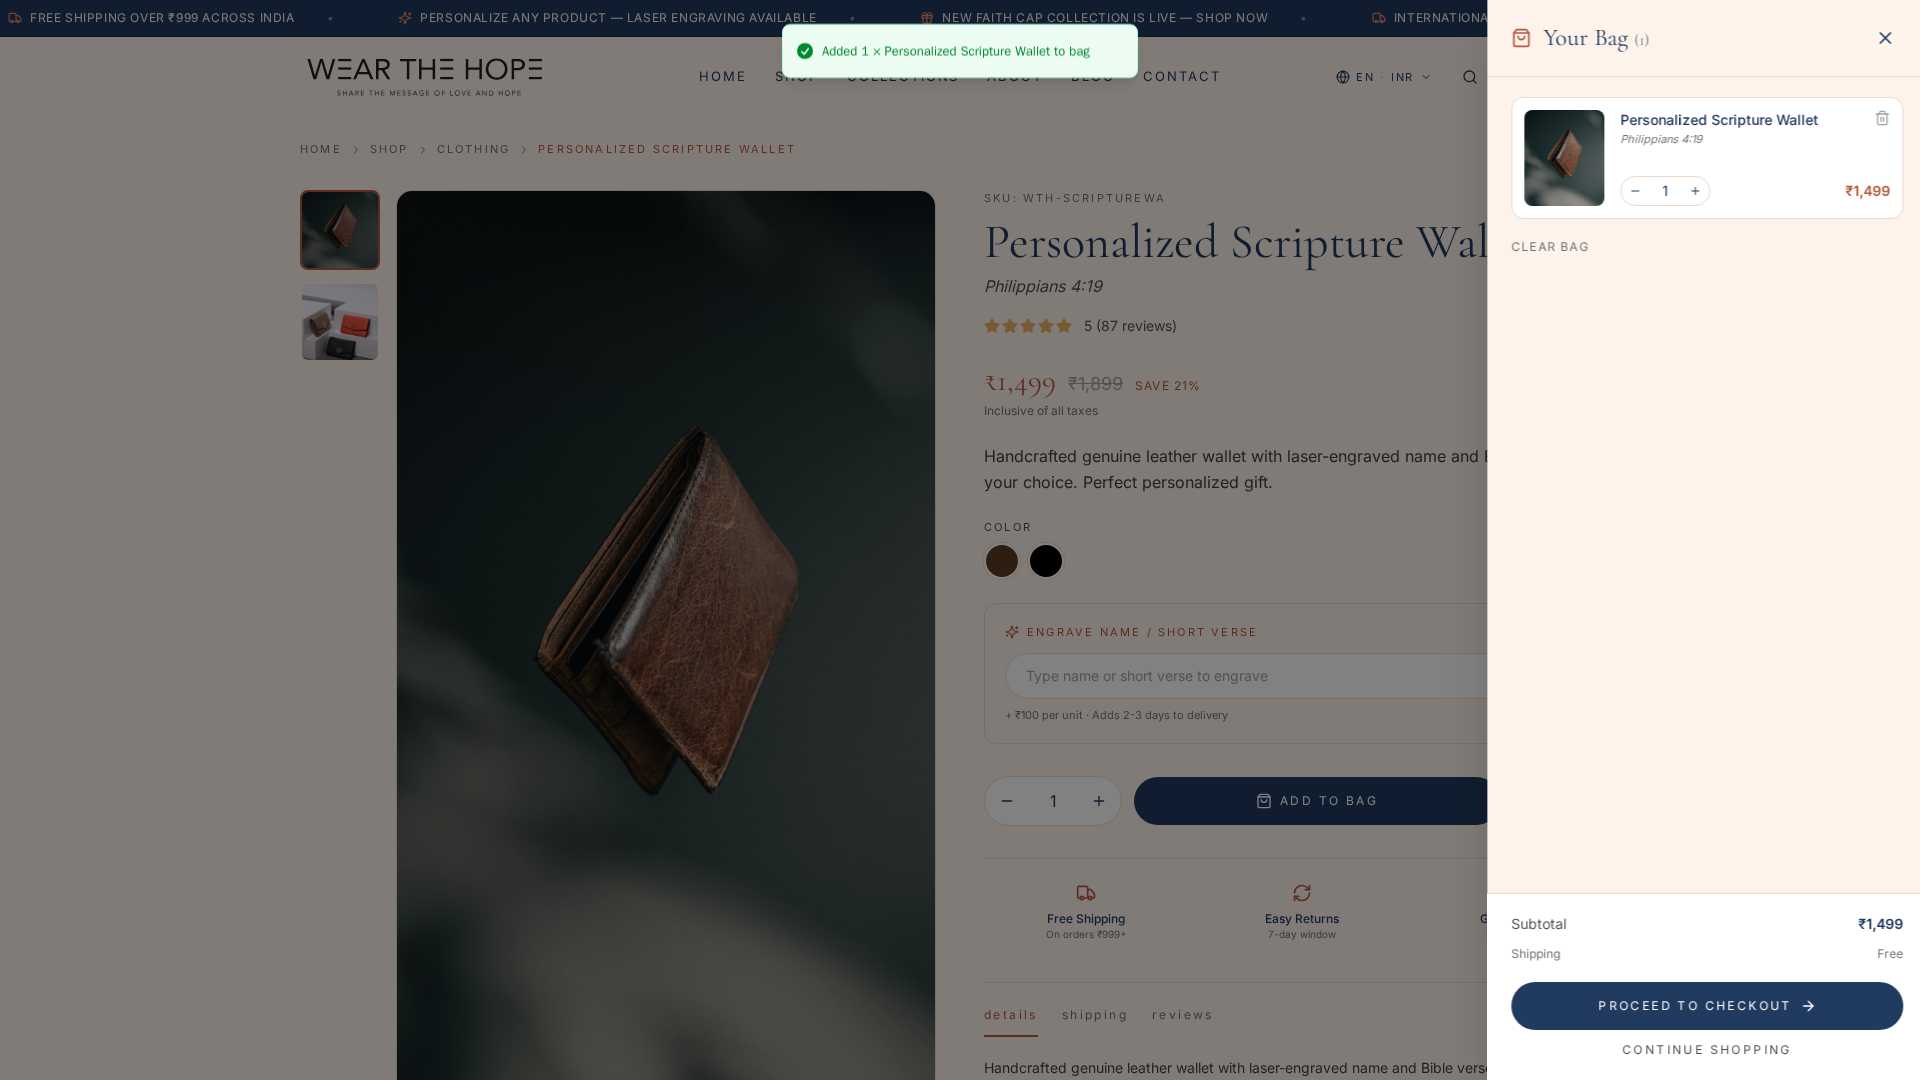 FREE SHIPPING OVER ₹999 ACROSS INDIA
PERSONALIZE ANY PRODUCT — LASER ENGRAVING AVAILABLE
NEW FAITH CAP COLLECTION IS LIVE — SHOP NOW
Added 1 × Personalized Scripture Wallet to bag
WEAR THE HOPE
SHARE THE MESSAGE OF LOVE AND HOPE
HOME
CONTACT
EN · INR
HOME > SHOP > CLOTHING > PERSONALIZED SCRIPTURE WALLET
SKU: WTH-SCRIPTUREWA
Personalized Scripture
Philippians 4:19
5 (87 reviews)
₹1,499 ₹1,899 SAVE 21%
Inclusive of all taxes
Handcrafted genuine leather wallet with laser-engraved name and
your choice. Perfect personalized gift.
COLOR
ENGRAVE NAME / SHORT VERSE
Type name or short verse to engrave
+ ₹100 per unit · Adds 2-3 days to delivery
− 1 +
ADD TO BAG
Free Shipping
On orders ₹999+
Easy Returns
7-day window
details shipping reviews
Handcrafted genuine leather wallet with laser-engraved name and Bible
Your Bag (1)
Personalized Scripture Wallet
Philippians 4:19
− 1 +
₹1,499
CLEAR BAG
Subtotal ₹1,499
Shipping Free
PROCEED TO CHECKOUT →
CONTINUE SHOPPING